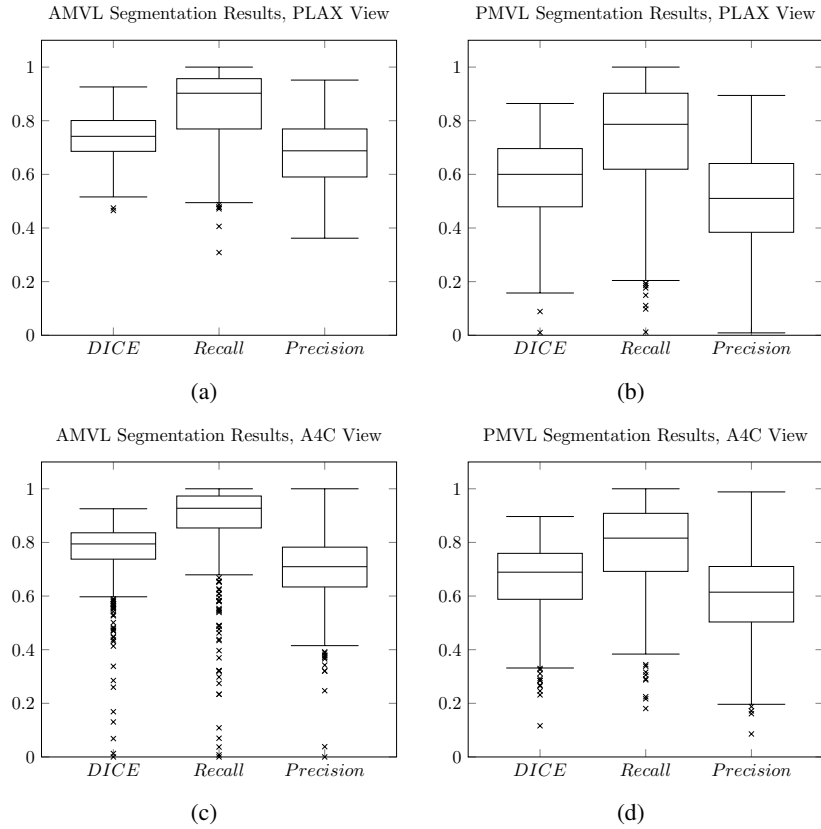 AMVL Segmentation Results, PLAX View
1
0.8
0.6
0.4
0.2
0
DICE Recall Precision
(a)
PMVL Segmentation Results, PLAX View
1
0.8
0.6
0.4
0.2
0
DICE Recall Precision
(b)
AMVL Segmentation Results, A4C View
1
0.8
0.6
0.4
0.2
0
DICE Recall Precision
(c)
PMVL Segmentation Results, A4C View
1
0.8
0.6
0.4
0.2
0
DICE Recall Precision
(d)